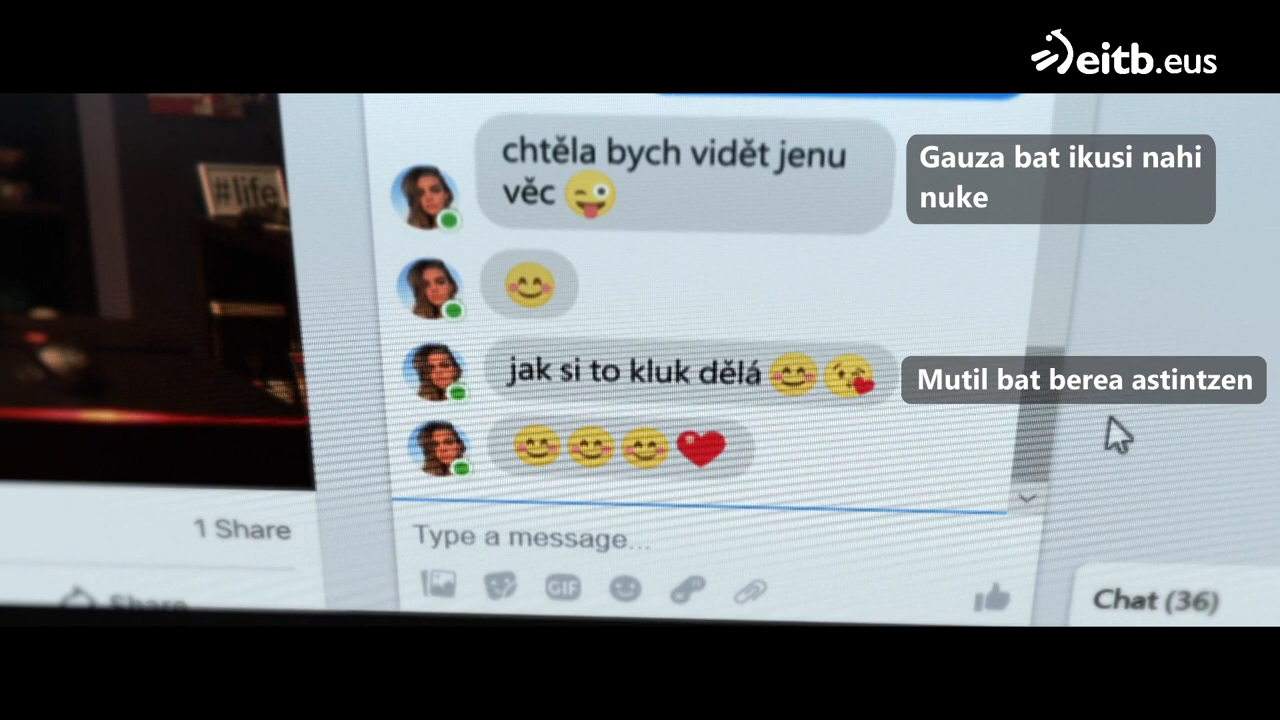 eitb.eus
chtěla bych vidět jenu
věc
Gauza bat ikusi nahi
nuke
#life
jak si to kluk dělá
Mutil bat berea astintzen
1 Share
Type a message...
GIF
Share
Chat (36)